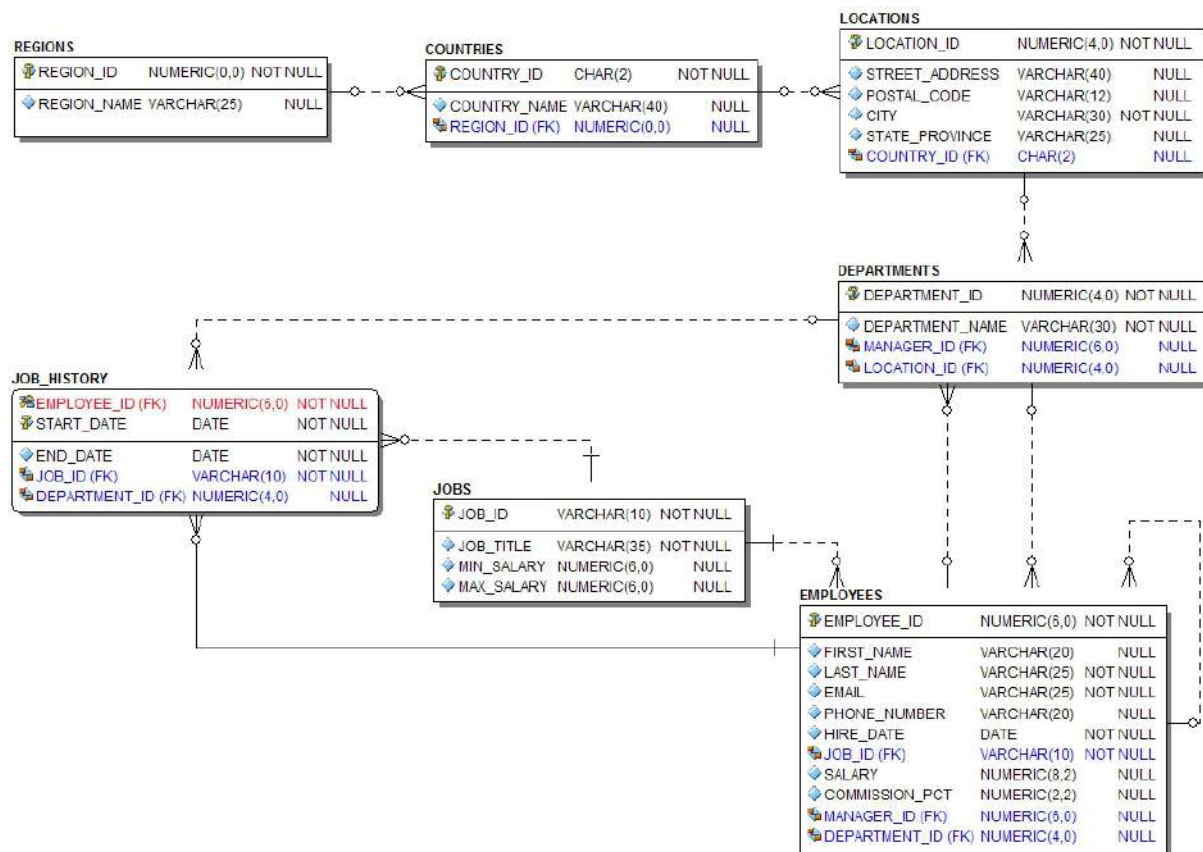 REGIONS
REGION_ID NUMERIC(0,0) NOT NULL
REGION_NAME VARCHAR(25) NULL
COUNTRIES
COUNTRY_ID CHAR(2) NOT NULL
COUNTRY_NAME VARCHAR(40) NULL
REGION_ID (FK) NUMERIC(0,0) NULL
LOCATIONS
LOCATION_ID NUMERIC(4,0) NOT NULL
STREET_ADDRESS VARCHAR(40) NULL
POSTAL_CODE VARCHAR(12) NULL
CITY VARCHAR(30) NOT NULL
STATE_PROVINCE VARCHAR(25) NULL
COUNTRY_ID (FK) CHAR(2) NULL
DEPARTMENTS
DEPARTMENT_ID NUMERIC(4,0) NOT NULL
DEPARTMENT_NAME VARCHAR(30) NOT NULL
MANAGER_ID (FK) NUMERIC(6,0) NULL
LOCATION_ID (FK) NUMERIC(4,0) NULL
JOB_HISTORY
EMPLOYEE_ID (FK) NUMERIC(6,0) NOT NULL
START_DATE DATE NOT NULL
END_DATE DATE NOT NULL
JOB_ID (FK) VARCHAR(10) NOT NULL
DEPARTMENT_ID (FK) NUMERIC(4,0) NULL
JOBS
JOB_ID VARCHAR(10) NOT NULL
JOB_TITLE VARCHAR(35) NOT NULL
MIN_SALARY NUMERIC(6,0) NULL
MAX_SALARY NUMERIC(6,0) NULL
EMPLOYEES
EMPLOYEE_ID NUMERIC(6,0) NOT NULL
FIRST_NAME VARCHAR(20) NULL
LAST_NAME VARCHAR(25) NOT NULL
EMAIL VARCHAR(25) NOT NULL
PHONE_NUMBER VARCHAR(20) NULL
HIRE_DATE DATE NOT NULL
JOB_ID (FK) VARCHAR(10) NOT NULL
SALARY NUMERIC(8,2) NULL
COMMISSION_PCT NUMERIC(2,2) NULL
MANAGER_ID (FK) NUMERIC(6,0) NULL
DEPARTMENT_ID (FK) NUMERIC(4,0) NULL